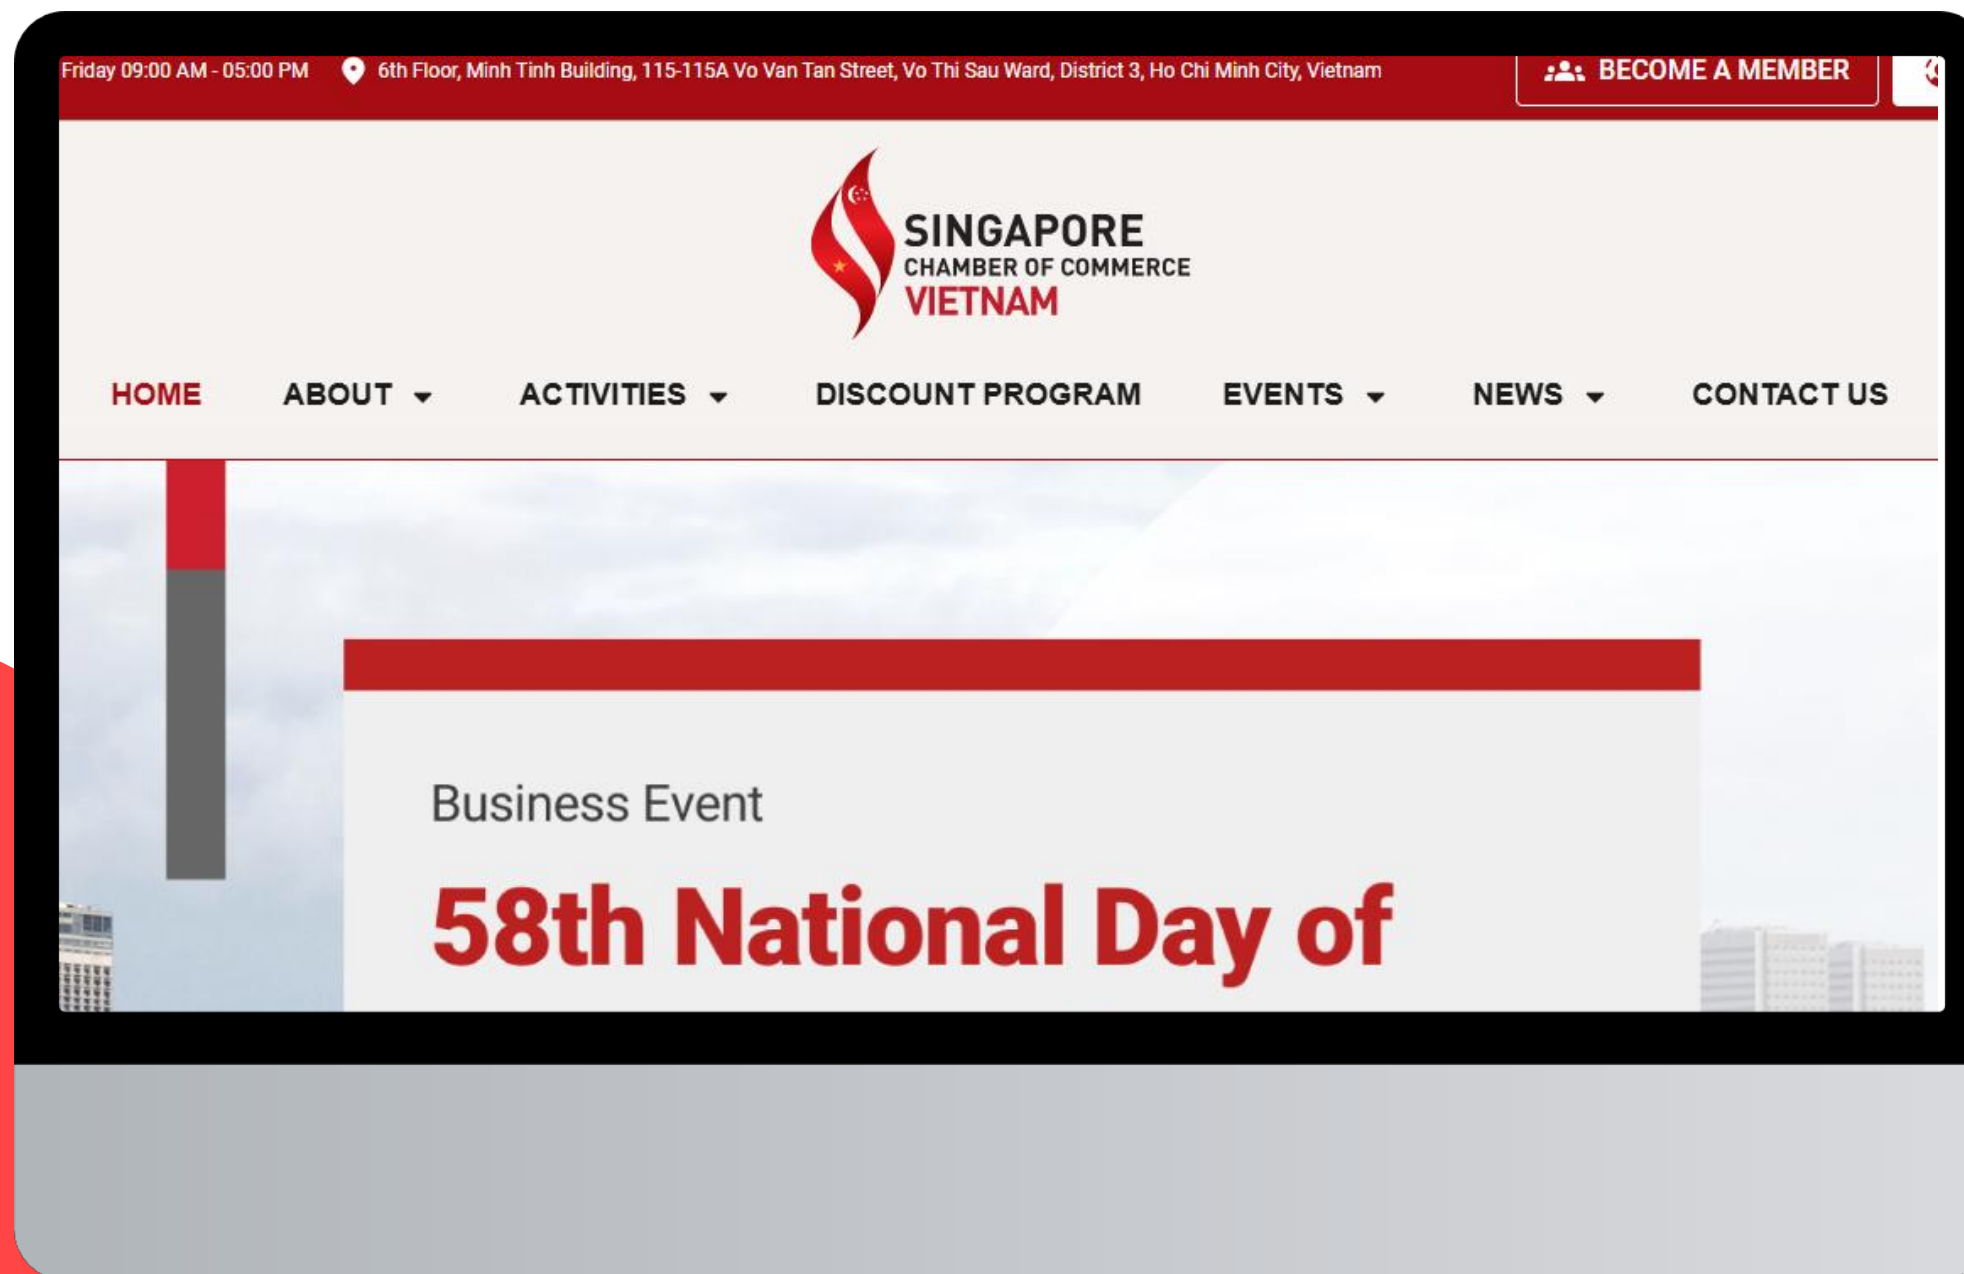 Friday 09:00 AM - 05:00 PM 6th Floor, Minh Tinh Building, 115-115A Vo Van Tan Street, Vo Thi Sau Ward, District 3, Ho Chi Minh City, Vietnam BECOME A MEMBER
SINGAPORE
CHAMBER OF COMMERCE
VIETNAM
HOME ABOUT ACTIVITIES DISCOUNT PROGRAM EVENTS NEWS CONTACT US
Business Event
58th National Day of